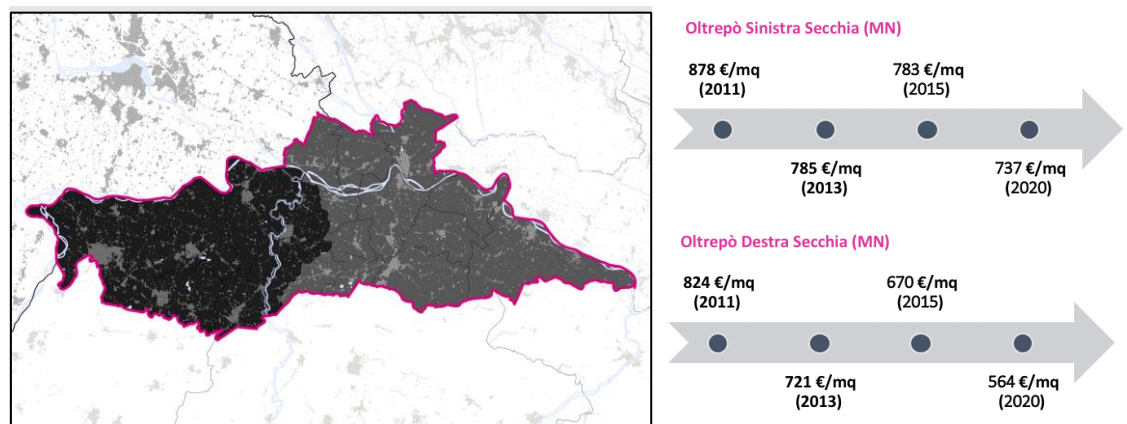 Oltrepò Sinistra Secchia (MN)
878 €/mq
(2011)
783 €/mq
(2015)
785 €/mq
(2013)
737 €/mq
(2020)
Oltrepò Destra Secchia (MN)
824 €/mq
(2011)
670 €/mq
(2015)
721 €/mq
(2013)
564 €/mq
(2020)